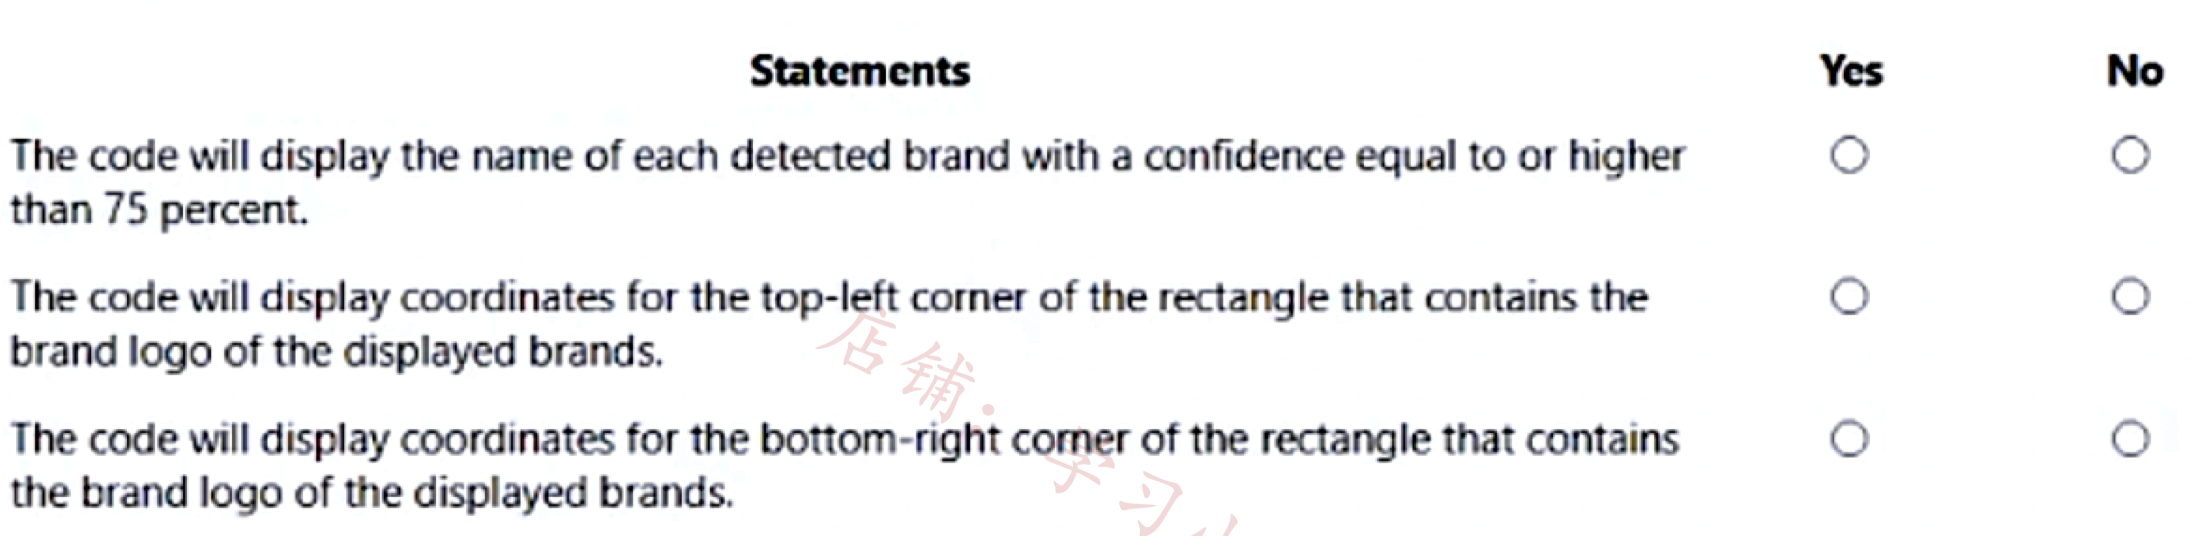 Statements Yes No
The code will display the name of each detected brand with a confidence equal to or higher
than 75 percent.
The code will display coordinates for the top-left corner of the rectangle that contains the
brand logo of the displayed brands.
The code will display coordinates for the bottom-right corner of the rectangle that contains
the brand logo of the displayed brands.
店铺:学习